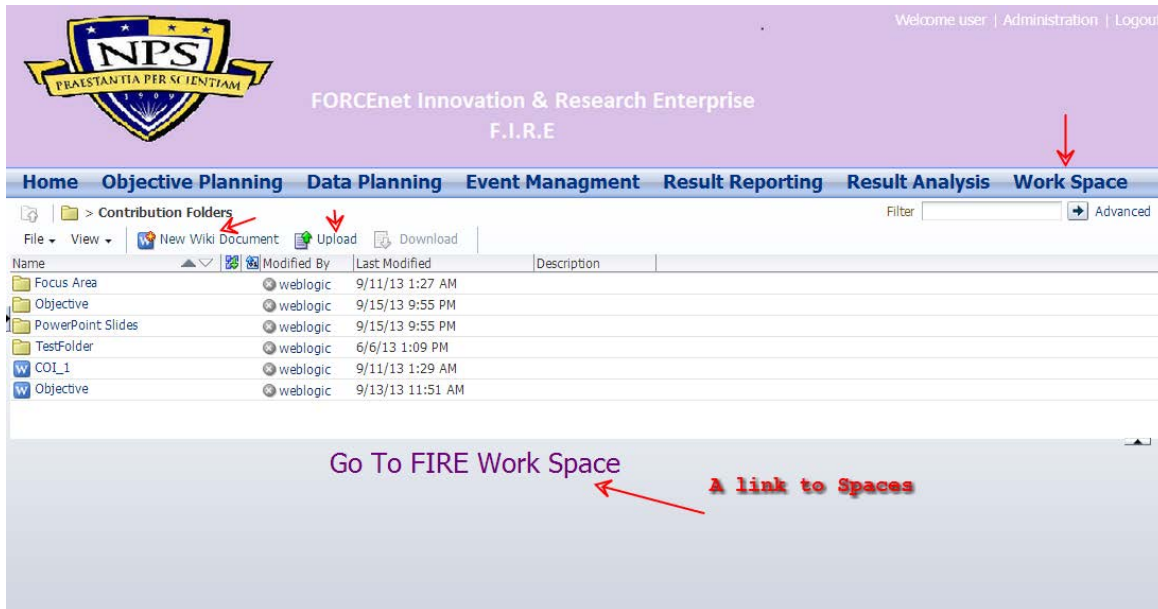 Welcome user | Administration | Logou
NPS
PRAESTANTIA PER SCIENTIAM
1 9 0 9
FORCEnet Innovation & Research Enterprise
F.I.R.E
Home Objective Planning Data Planning Event Managment Result Reporting Result Analysis Work Space
> Contribution Folders Filter Advanced
File View New Wiki Document Upload Download
Name Modified By Last Modified Description
Focus Area weblogic 9/11/13 1:27 AM
Objective weblogic 9/15/13 9:55 PM
PowerPoint Slides weblogic 9/15/13 9:55 PM
TestFolder weblogic 6/6/13 1:09 PM
W COI_1 weblogic 9/11/13 1:29 AM
W Objective weblogic 9/13/13 11:51 AM
Go To FIRE Work Space
A link to Spaces